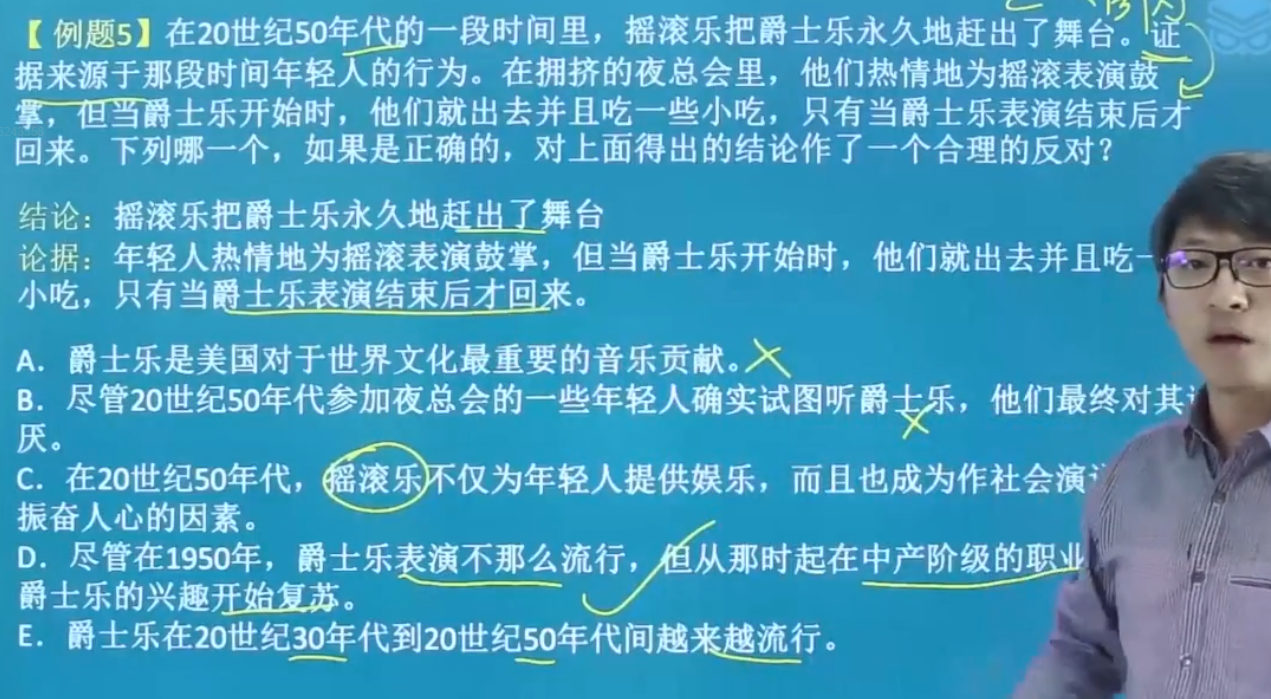 【例题5】在20世纪50年代的一段时间里，摇滚乐把爵士乐永久地赶出了舞台。证
据来源于那段时间年轻人的行为。在拥挤的夜总会里，他们热情地为摇滚表演鼓
掌，但当爵士乐开始时，他们就出去并且吃一些小吃，只有当爵士乐表演结束后才
回来。下列哪一个，如果是正确的，对上面得出的结论作了一个合理的反对？
结论：摇滚乐把爵士乐永久地赶出了舞台
论据：年轻人热情地为摇滚表演鼓掌，但当爵士乐开始时，他们就出去并且吃一
小吃，只有当爵士乐表演结束后才回来。
A．爵士乐是美国对于世界文化最重要的音乐贡献。
B．尽管20世纪50年代参加夜总会的一些年轻人确实试图听爵士乐，他们最终对其
厌。
C．在20世纪50年代，摇滚乐不仅为年轻人提供娱乐，而且也成为作社会演
振奋人心的因素。
D．尽管在1950年，爵士乐表演不那么流行，但从那时起在中产阶级的职业
爵士乐的兴趣开始复苏。
E．爵士乐在20世纪30年代到20世纪50年代间越来越流行。